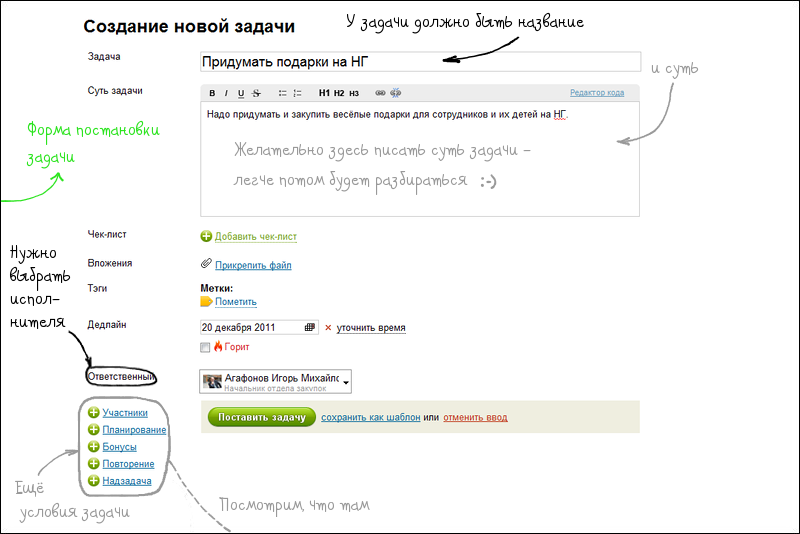 Создание новой задачи
У задачи должно быть название
Задача
Придумать подарки на НГ
и суть
Суть задачи
B I U S H1 H2 H3 Редактор кода
Надо придумать и закупить весёлые подарки для сотрудников и их детей на НГ.
Форма постановки
задачи
Желательно здесь писать суть задачи –
легче потом будет разбираться :-)
Чек-лист
Добавить чек-лист
Нужно
выбрать
испол-
нителя
Вложения
Прикрепить файл
Тэги
Метки:
Пометить
Дедлайн
20 декабря 2011 × уточнить время
Горит
Ответственный
Агафонов Игорь Михайло
Начальник отдела закупок
Участники
Планирование
Бонусы
Повторение
Надзадача
Поставить задачу сохранить как шаблон или отменить ввод
Ещё
условия задачи
Посмотрим, что там